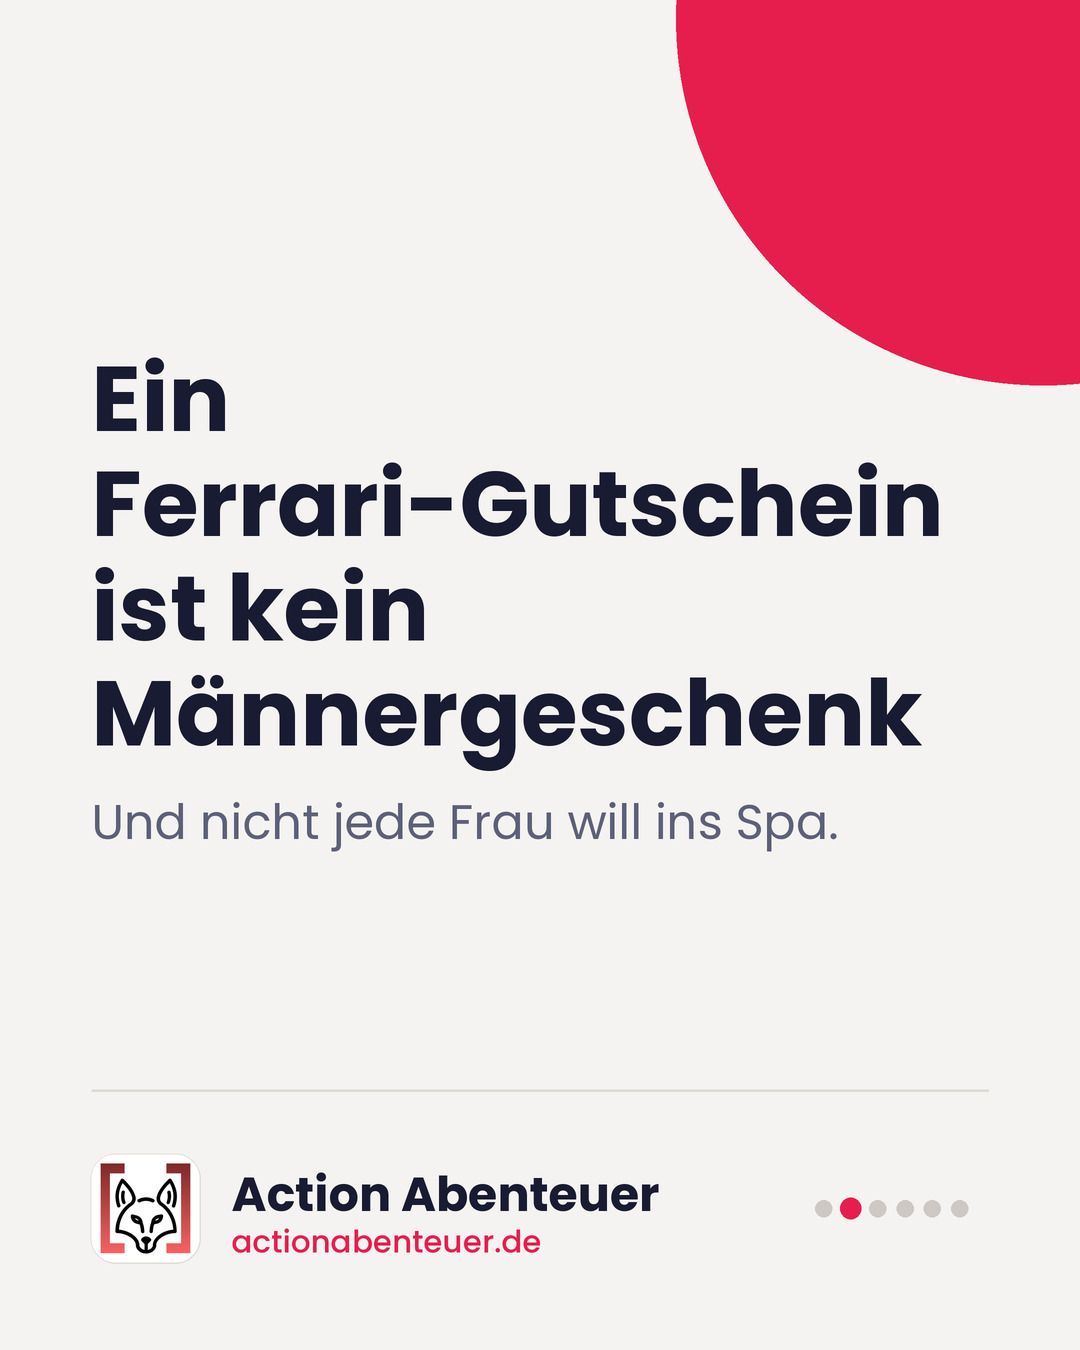 Ein
Ferrari-Gutschein
ist kein
Männergeschenk
Und nicht jede Frau will ins Spa.
Action Abenteuer
actionabenteuer.de